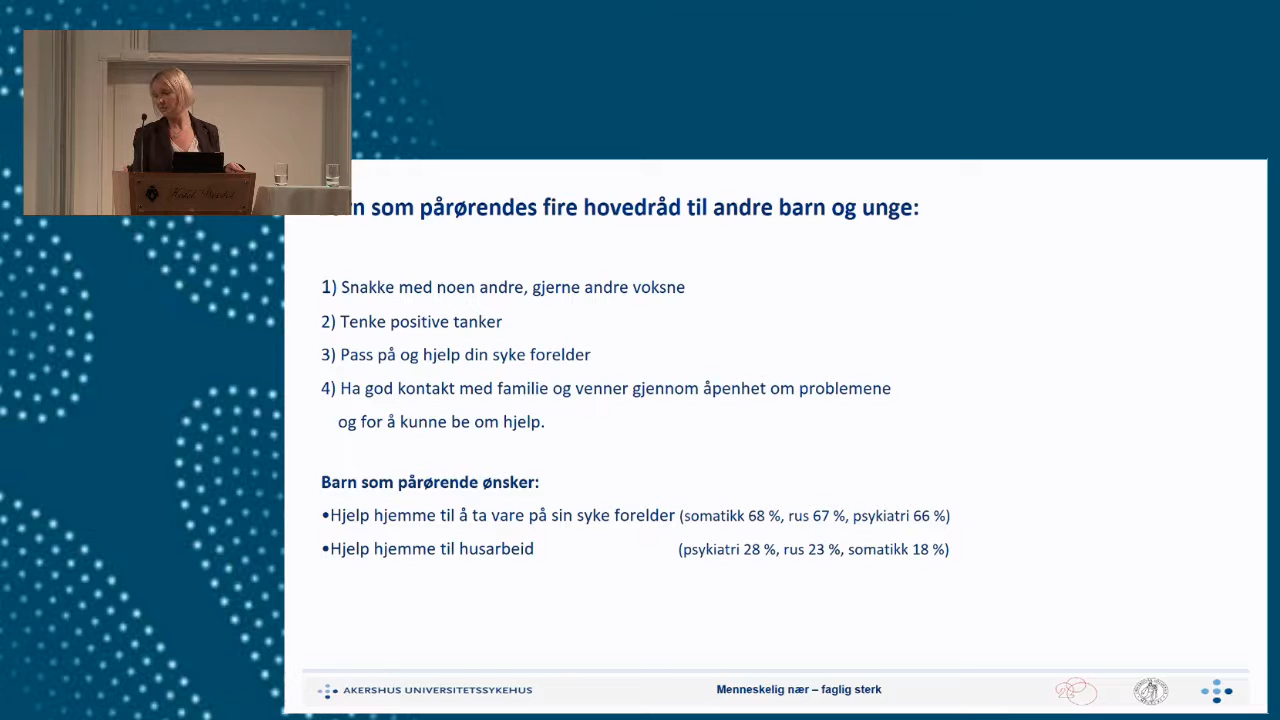 som pårørendes fire hovedråd til andre barn og unge:
1) Snakke med noen andre, gjerne andre voksne
2) Tenke positive tanker
3) Pass på og hjelp din syke forelder
4) Ha god kontakt med familie og venner gjennom åpenhet om problemene
og for å kunne be om hjelp.
Barn som pårørende ønsker:
•Hjelp hjemme til å ta vare på sin syke forelder (somatikk 68 %, rus 67 %, psykiatri 66 %)
•Hjelp hjemme til husarbeid (psykiatri 28 %, rus 23 %, somatikk 18 %)
AKERSHUS UNIVERSITETSSYKEHUS
Menneskelig nær – faglig sterk